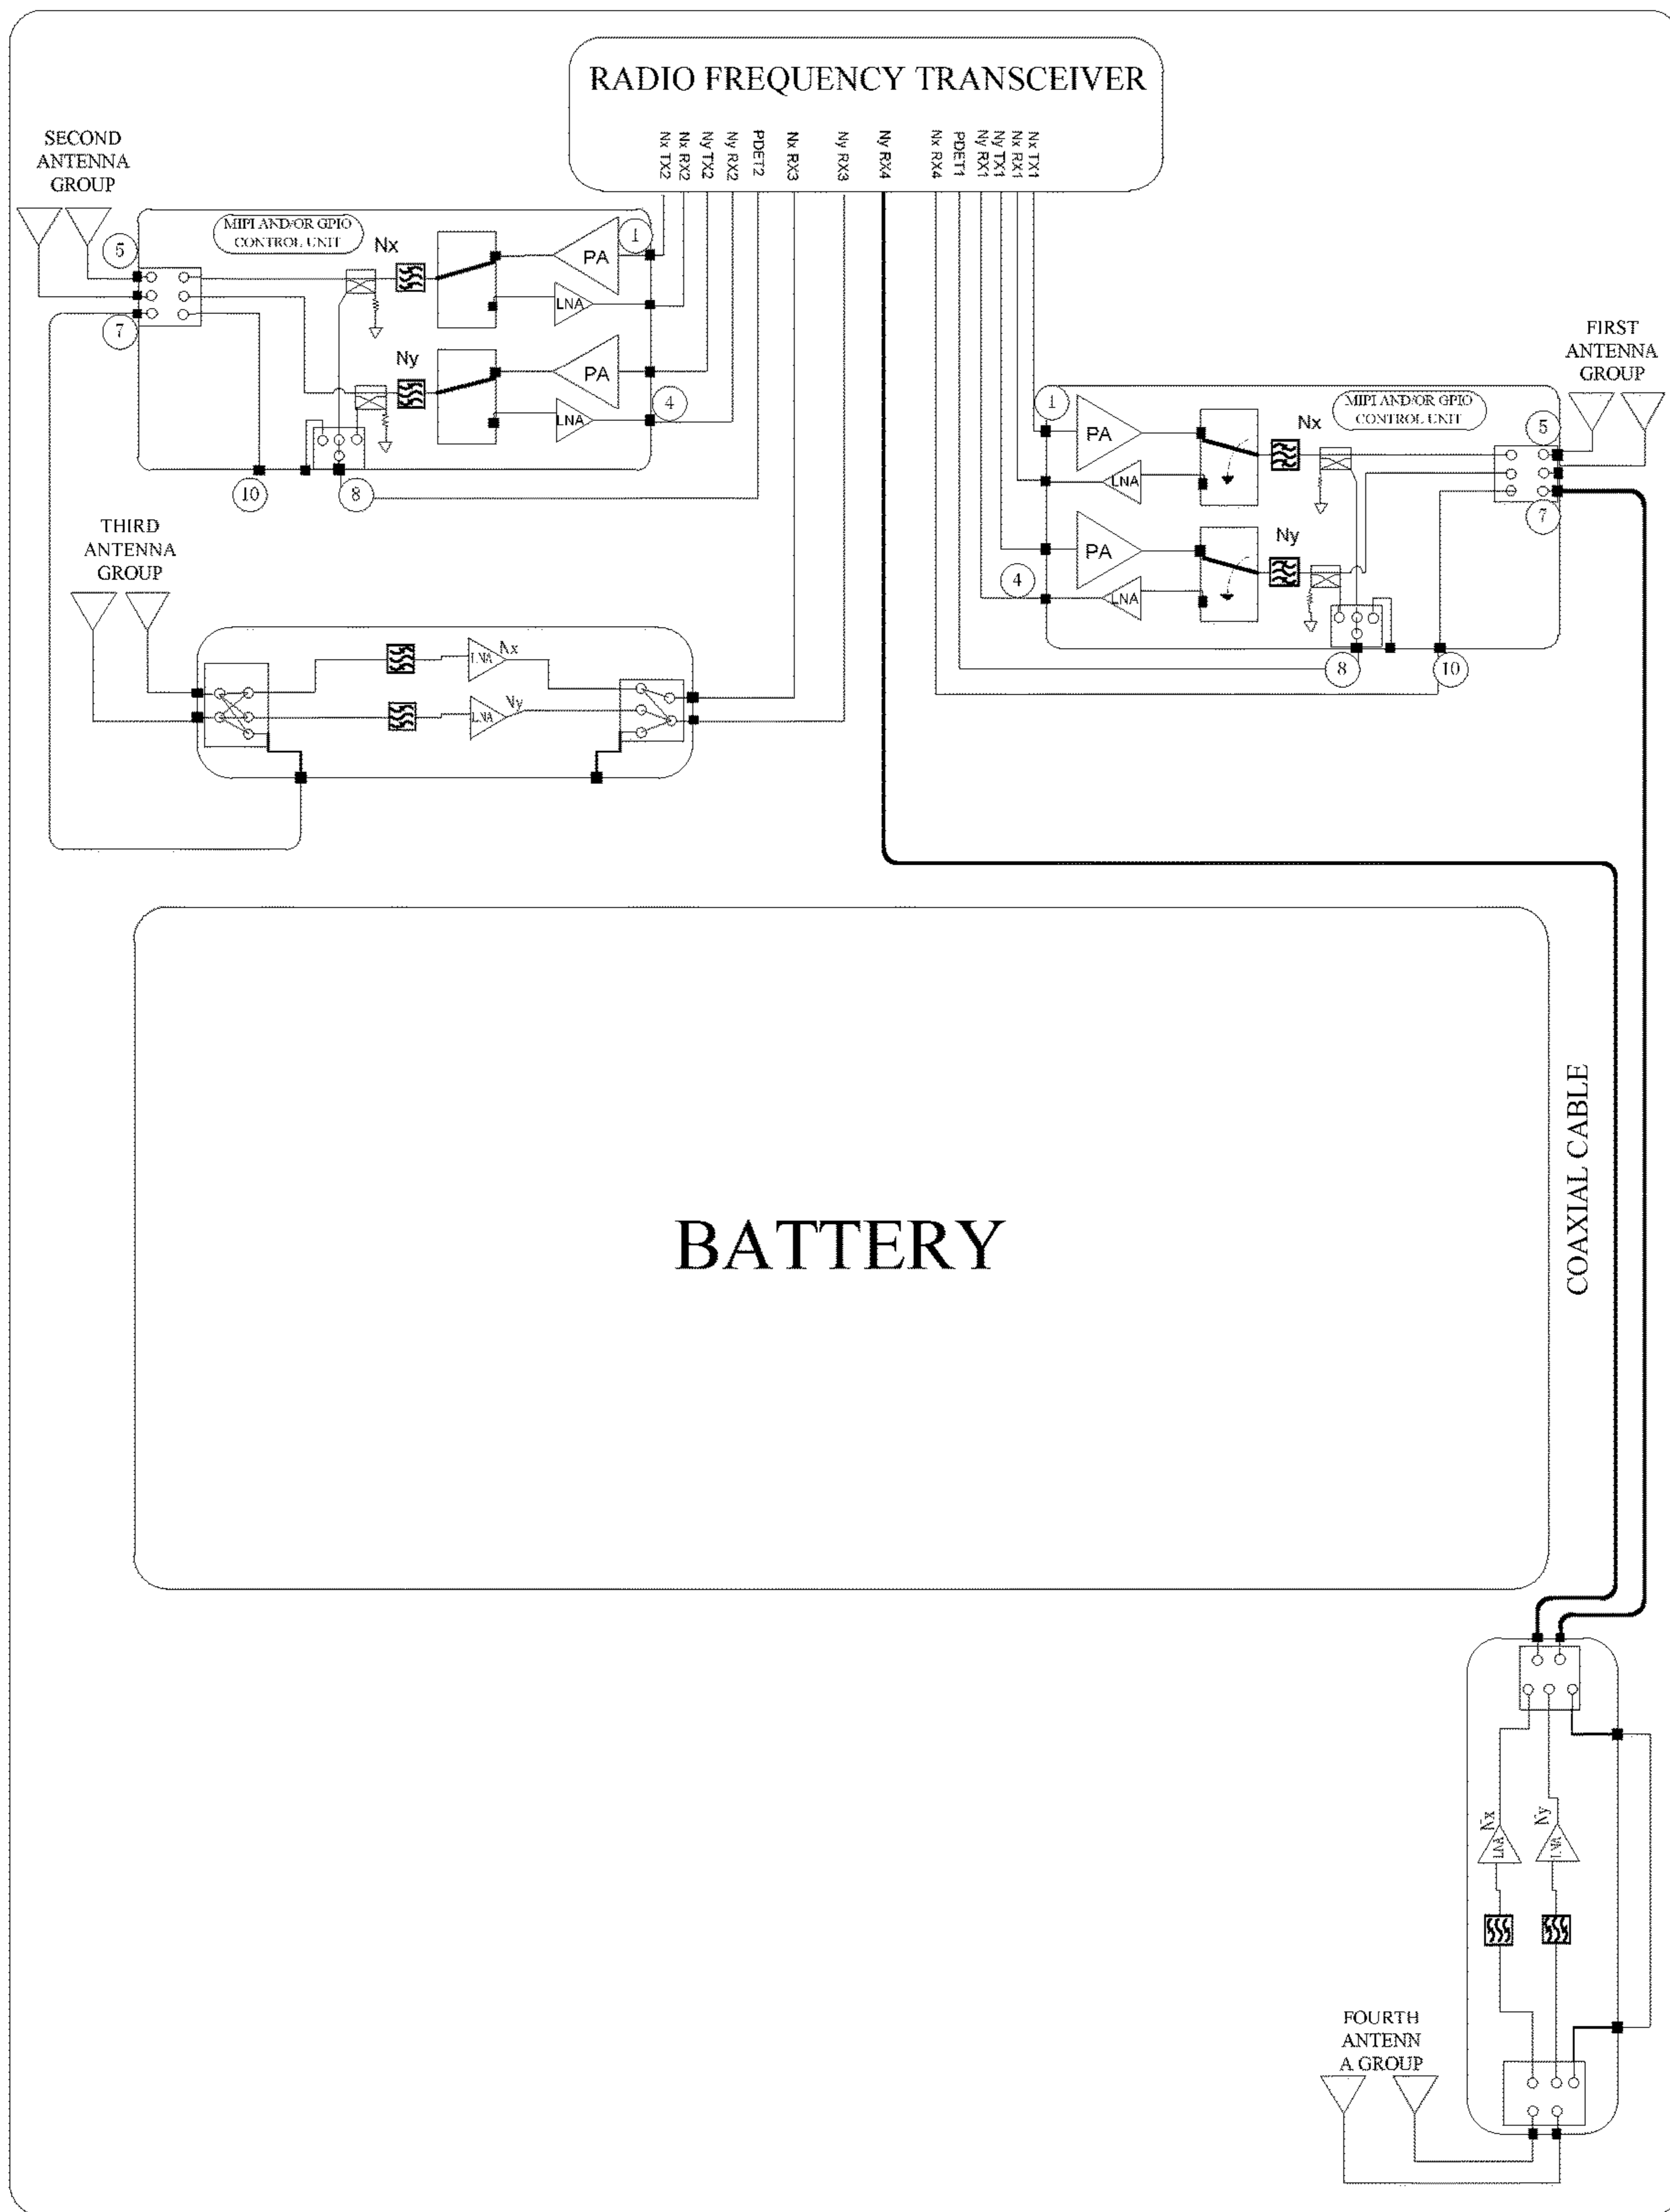 RADIO FREQUENCY TRANSCEIVER
Nx TX2
Nx RX2
Ny TX2
Ny RX2
PDET2
Nx RX3
Ny RX3
Ny RX4
Nx RX4
PDET1
Ny RX1
Ny TX1
Nx RX1
Nx TX1
SECOND
ANTENNA
GROUP
MIPI AND/OR GPIO
CONTROL UNIT
Nx
PA
1
5
LNA
7
Ny
PA
LNA
4
10
8
FIRST
ANTENNA
GROUP
MIPI AND/OR GPIO
CONTROL UNIT
1
PA
Nx
5
LNA
7
PA
Ny
4
LNA
8
10
THIRD
ANTENNA
GROUP
LNA
Nx
LNA
Ny
BATTERY
COAXIAL CABLE
Nx
LNA
Ny
LNA
FOURTH
ANTENN
A GROUP